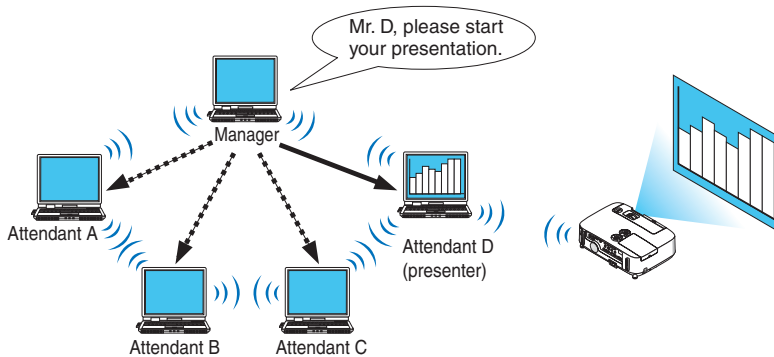 Mr. D, please start
your presentation.
Manager
Attendant A
Attendant D
(presenter)
Attendant B
Attendant C